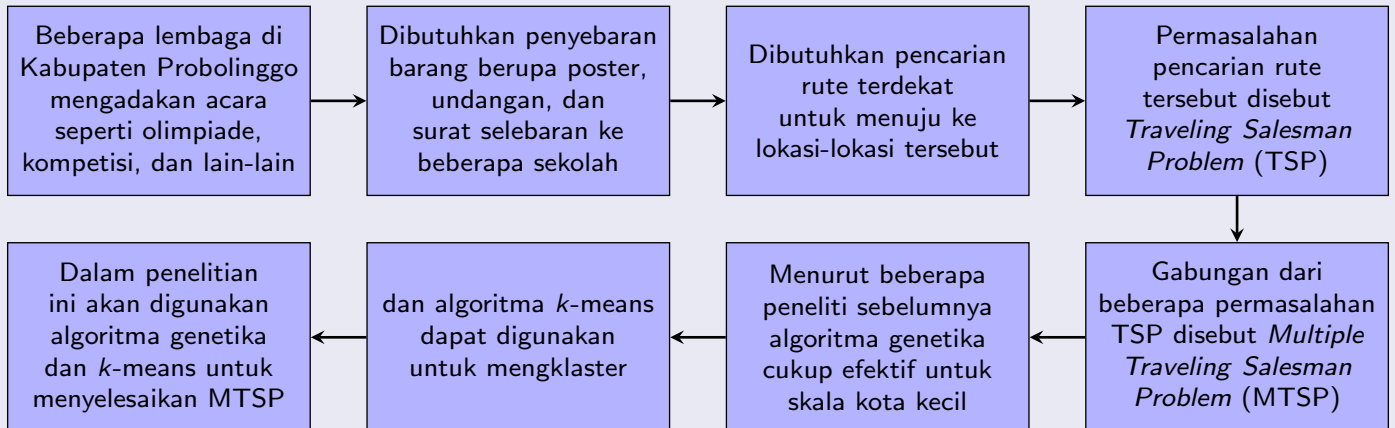 Beberapa lembaga di
Kabupaten Probolinggo
mengadakan acara
seperti olimpiade,
kompetisi, dan lain-lain
Dibutuhkan penyebaran
barang berupa poster,
undangan, dan
surat selebaran ke
beberapa sekolah
Dibutuhkan pencarian
rute terdekat
untuk menuju ke
lokasi-lokasi tersebut
Permasalahan
pencarian rute
tersebut disebut
Traveling Salesman
Problem (TSP)
Gabungan dari
beberapa permasalahan
TSP disebut Multiple
Traveling Salesman
Problem (MTSP)
Menurut beberapa
peneliti sebelumnya
algoritma genetika
cukup efektif untuk
skala kota kecil
dan algoritma k-means
dapat digunakan
untuk mengklaster
Dalam penelitian
ini akan digunakan
algoritma genetika
dan k-means untuk
menyelesaikan MTSP